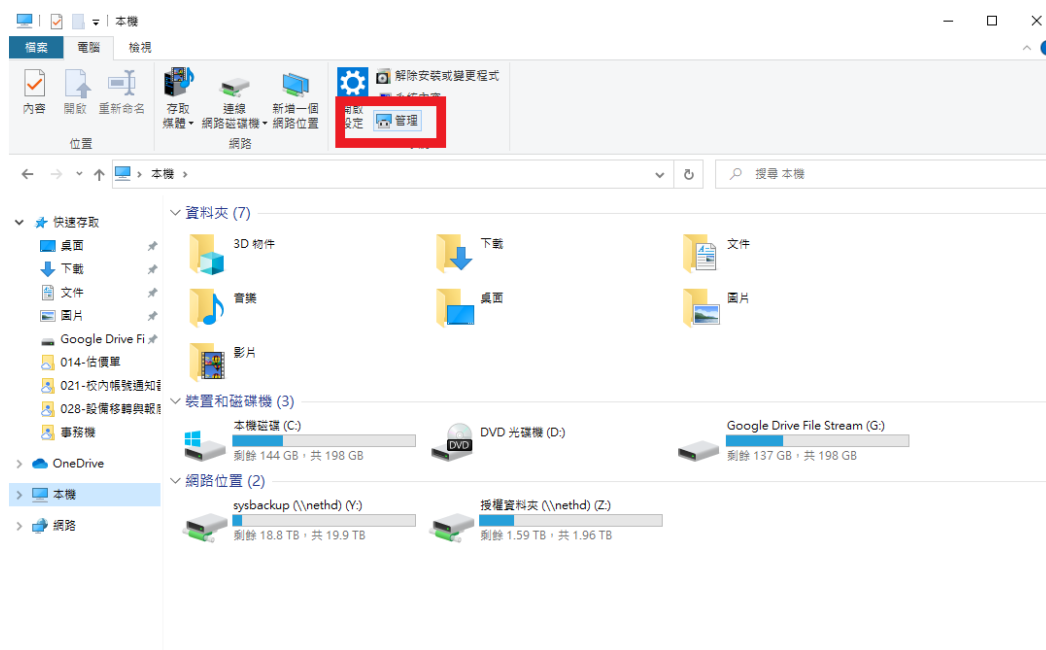 本機
檔案 電腦 檢視
內容 開啟 重新命名
存取媒體 連線網路磁碟機 新增一個網路位置
設定
解除安裝或變更程式
管理
位置 網路
本機
搜尋 本機
快速存取
桌面
下載
文件
圖片
Google Drive Fi
014-估價單
021-校內帳號通知
028-設備移轉與報
事務機
OneDrive
本機
網路
資料夾 (7)
3D 物件 下載 文件
音樂 桌面 圖片
影片
裝置和磁碟機 (3)
本機磁碟 (C:)
剩餘 144 GB，共 198 GB
DVD 光碟機 (D:)
DVD
Google Drive File Stream (G:)
剩餘 137 GB，共 198 GB
網路位置 (2)
sysbackup (\\nethd) (Y:)
剩餘 18.8 TB，共 19.9 TB
授權資料夾 (\\nethd) (Z:)
剩餘 1.59 TB，共 1.96 TB